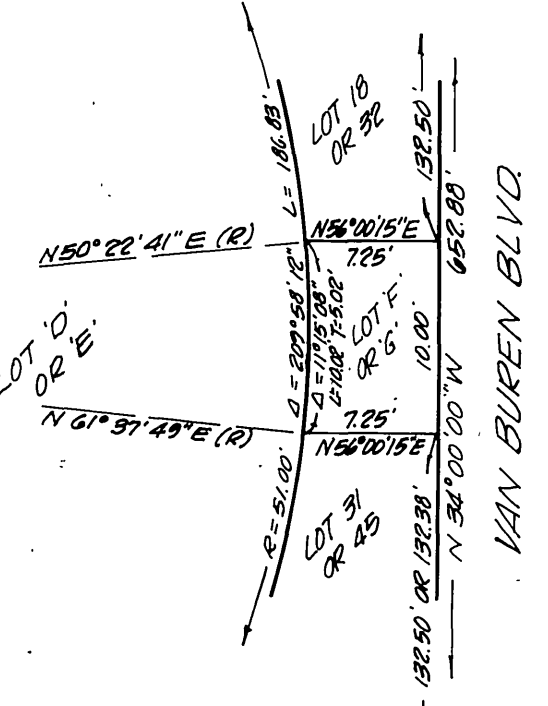 LOT 18
OR 32
L = 186.83'
132.50'
652.88'
N 50° 22' 41" E (R)
N56°00'15"E
7.25'
LOT 'D'
OR 'E'
Δ = 209° 58' 12"
Δ = 11°15'08"
L=10.02' T=5.02'
LOT 'F'
OR 'G'
10.00'
7.25'
N56°00'15"E
N 61° 37' 49" E (R)
R = 51.00'
LOT 31
OR 45
132.50' OR 132.38'
N 34° 00' 00" W
VAN BUREN BLVD.